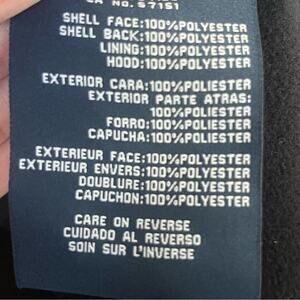 CA NO. 57151
SHELL FACE:100%POLYESTER
SHELL BACK:100%POLYESTER
LINING:100%POLYESTER
HOOD:100%POLYESTER
EXTERIOR CARA:100%POLIESTER
EXTERIOR PARTE ATRAS:
100%POLIESTER
FORRO:100%POLIESTER
CAPUCHA:100%POLIESTER
EXTERIEUR FACE:100%POLYESTER
EXTERIEUR ENVERS:100%POLYESTER
DOUBLURE:100%POLYESTER
CAPUCHON:100%POLYESTER
CARE ON REVERSE
CUIDADO AL REVERSO
SOIN SUR L'INVERSE